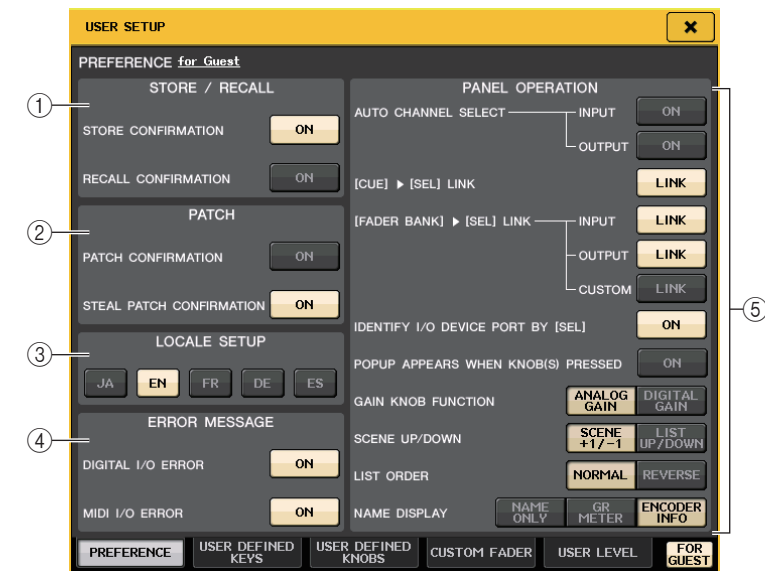 USER SETUP
PREFERENCE for Guest
① STORE / RECALL
STORE CONFIRMATION ON
RECALL CONFIRMATION ON
② PATCH
PATCH CONFIRMATION ON
STEAL PATCH CONFIRMATION ON
③ LOCALE SETUP
JA EN FR DE ES
④ ERROR MESSAGE
DIGITAL I/O ERROR ON
MIDI I/O ERROR ON
⑤ PANEL OPERATION
AUTO CHANNEL SELECT INPUT ON
OUTPUT ON
[CUE] ▶ [SEL] LINK LINK
[FADER BANK] ▶ [SEL] LINK INPUT LINK
OUTPUT LINK
CUSTOM LINK
IDENTIFY I/O DEVICE PORT BY [SEL] ON
POPUP APPEARS WHEN KNOB(S) PRESSED ON
GAIN KNOB FUNCTION ANALOG GAIN DIGITAL GAIN
SCENE UP/DOWN SCENE +1/-1 LIST UP/DOWN
LIST ORDER NORMAL REVERSE
NAME DISPLAY NAME ONLY GR METER ENCODER INFO
PREFERENCE USER DEFINED KEYS USER DEFINED KNOBS CUSTOM FADER USER LEVEL FOR GUEST